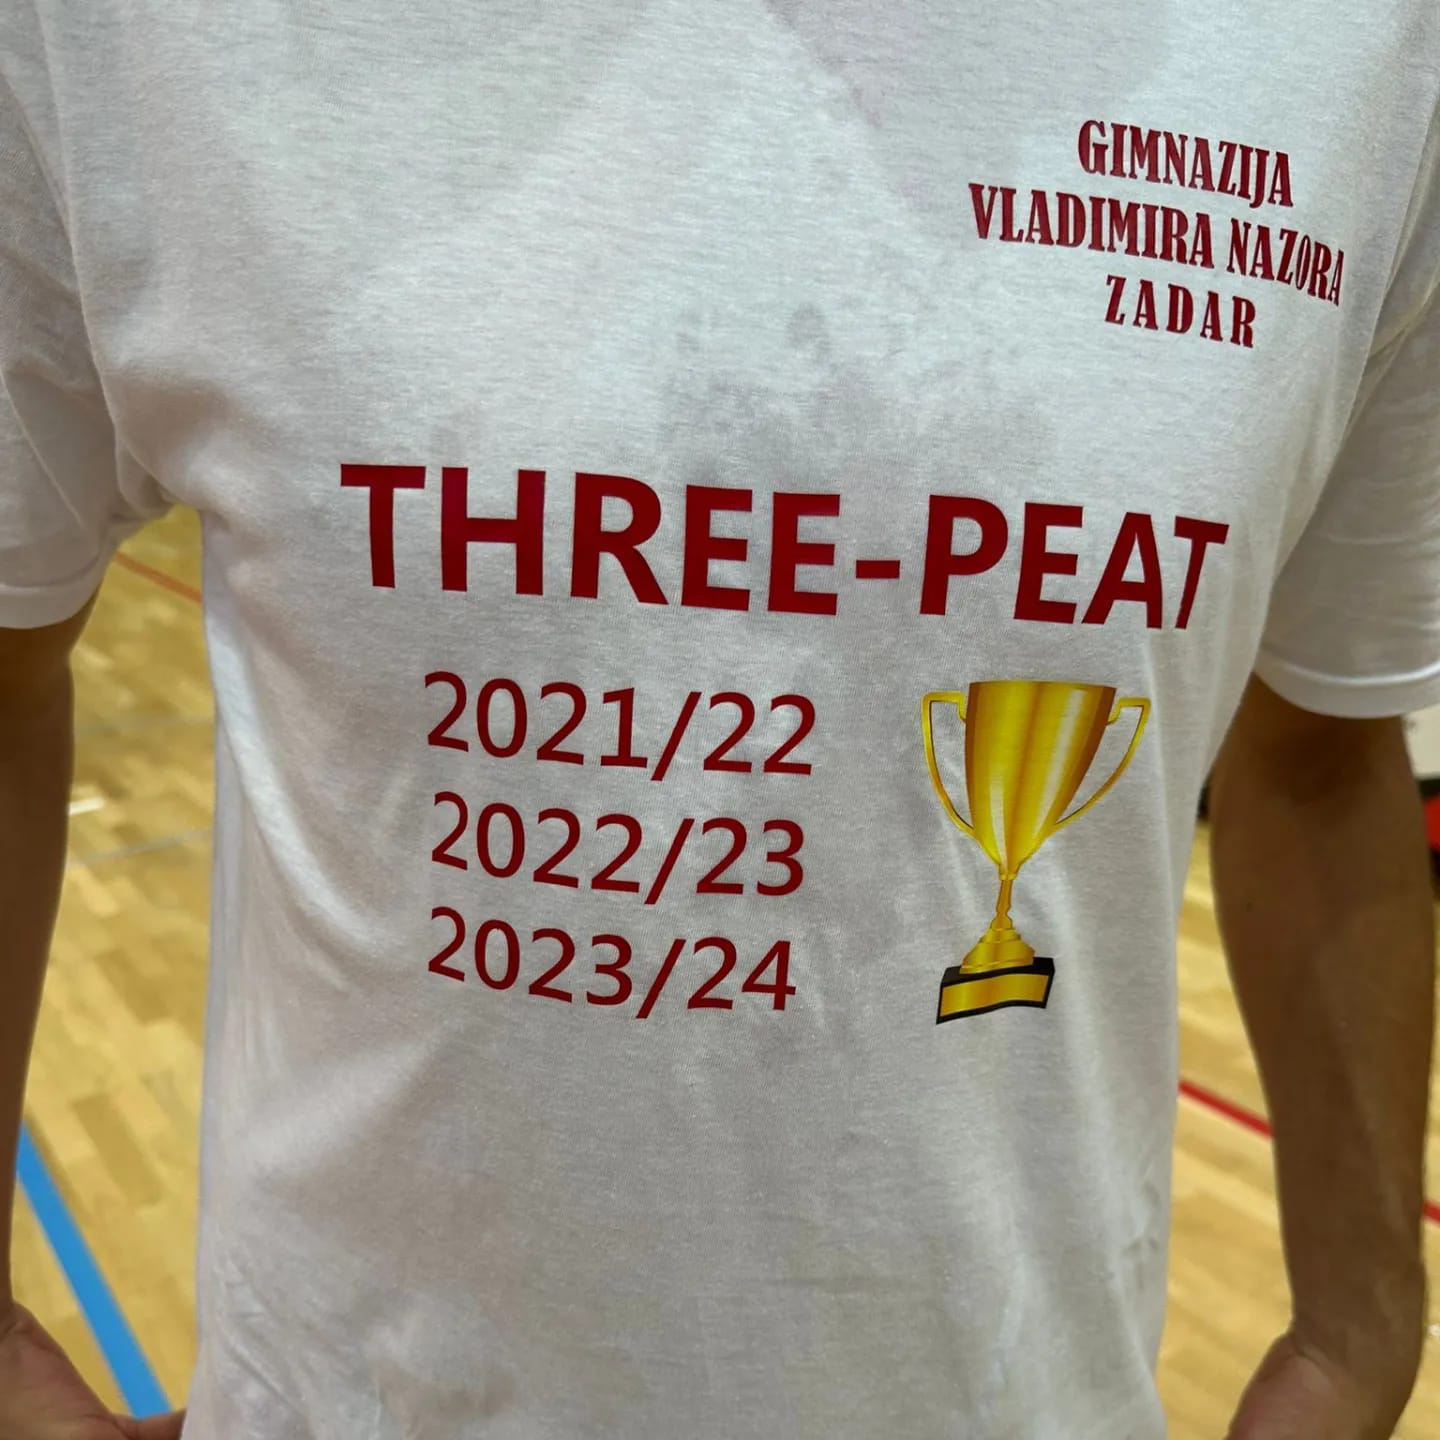 GIMNAZIJA
VLADIMIRA NAZORA
ZADAR
THREE-PEAT
2021/22
2022/23
2023/24